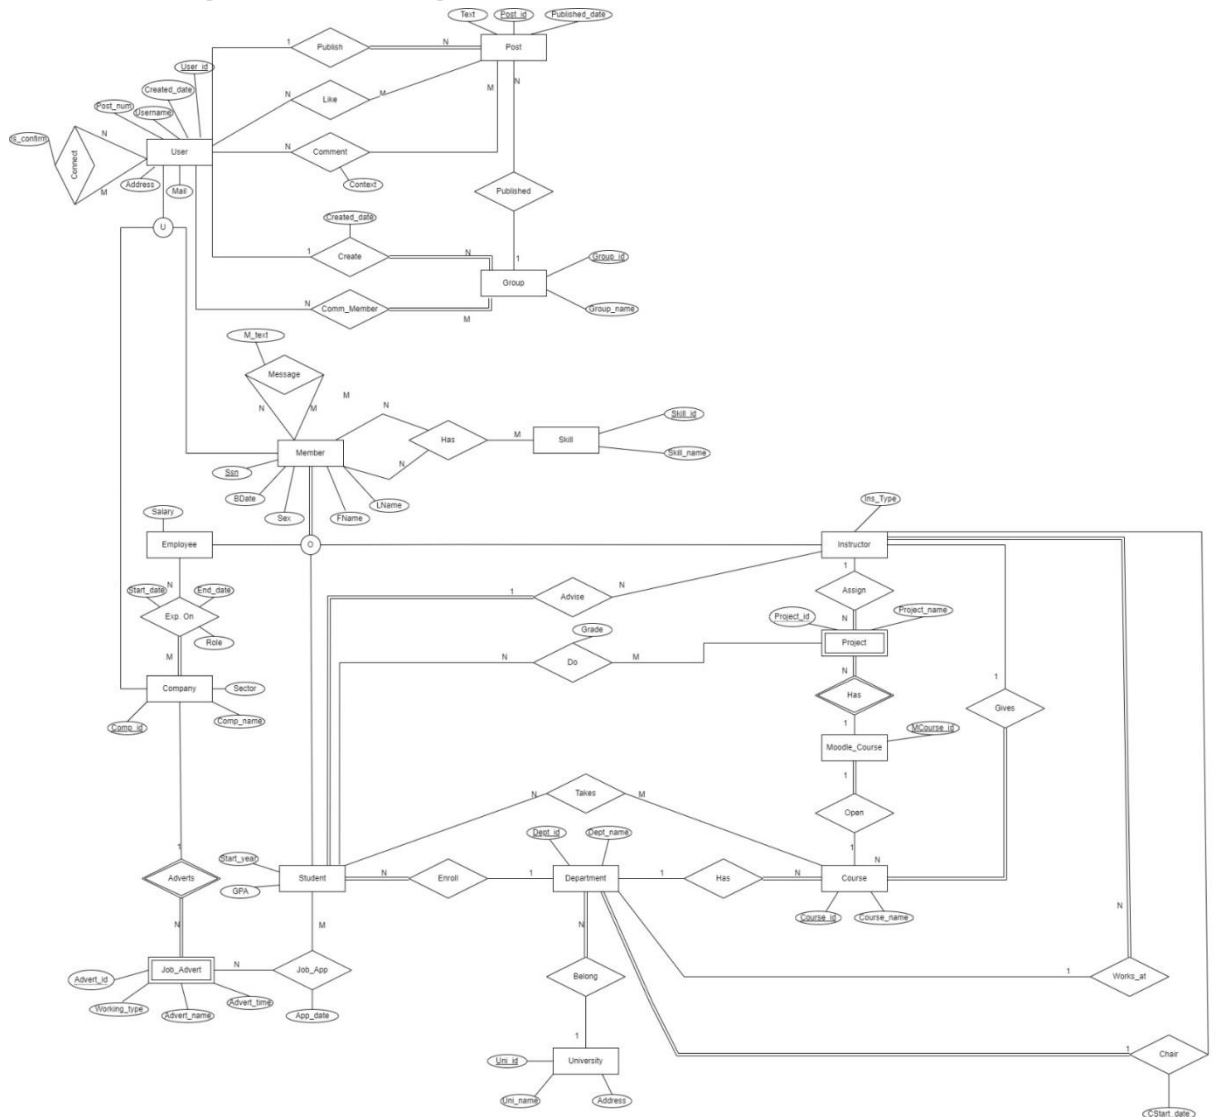 Text
Post_id
Published_date
1
Publish
N
Post
User_id
Created_date
Post_num
Username
N
Like
M
M
N
s_confirm
N
Connect
M
User
N
Comment
Context
Address
Mail
Published
U
Created_date
1
Create
N
1
Group
Group_id
Group_name
N
Comm_Member
M
M_text
Message
N
M
M
Member
N
N
Has
M
Skill
Skill_id
Skill_name
Ssn
BDate
Sex
FName
LName
Salary
Employee
O
Ins_Type
Instructor
N
Start_date
End_date
Exp. On
Role
M
Company
Sector
Comp_id
Comp_name
1
Advise
N
1
Assign
N
Project_id
Project_name
Project
Grade
N
Do
M
N
Has
1
1
Gives
Moodle_Course
MCourse_id
1
Open
1
N
N
Takes
M
1
Adverts
N
Start_year
GPA
Student
N
Enroll
1
Dept_id
Dept_name
Department
1
Has
N
Course
Course_id
Course_name
N
M
Job_Advert
N
Job_App
App_date
Advert_id
Working_type
Advert_name
Advert_time
N
Belong
1
University
Uni_id
Uni_name
Address
1
Works_at
1
Chair
CStart_date